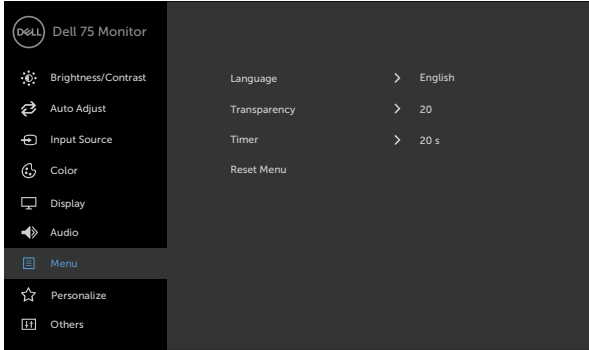 DELL Dell 75 Monitor
Brightness/Contrast
Auto Adjust
Input Source
Color
Display
Audio
Menu
Personalize
Others
Language > English
Transparency > 20
Timer > 20 s
Reset Menu